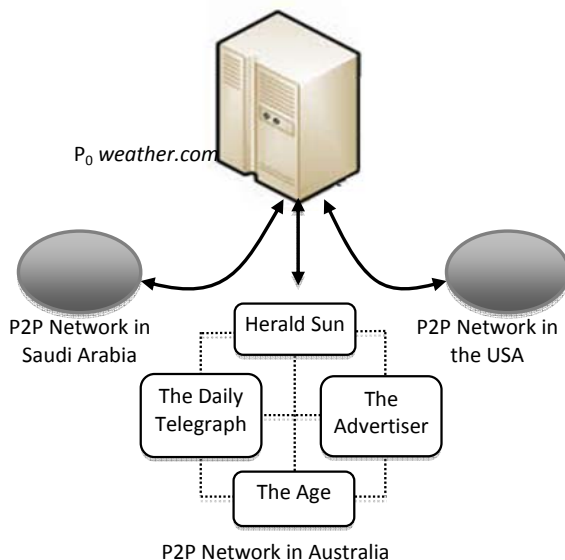 P₀ weather.com
P2P Network in
Saudi Arabia
P2P Network in
the USA
Herald Sun
The Daily
Telegraph
The
Advertiser
The Age
P2P Network in Australia